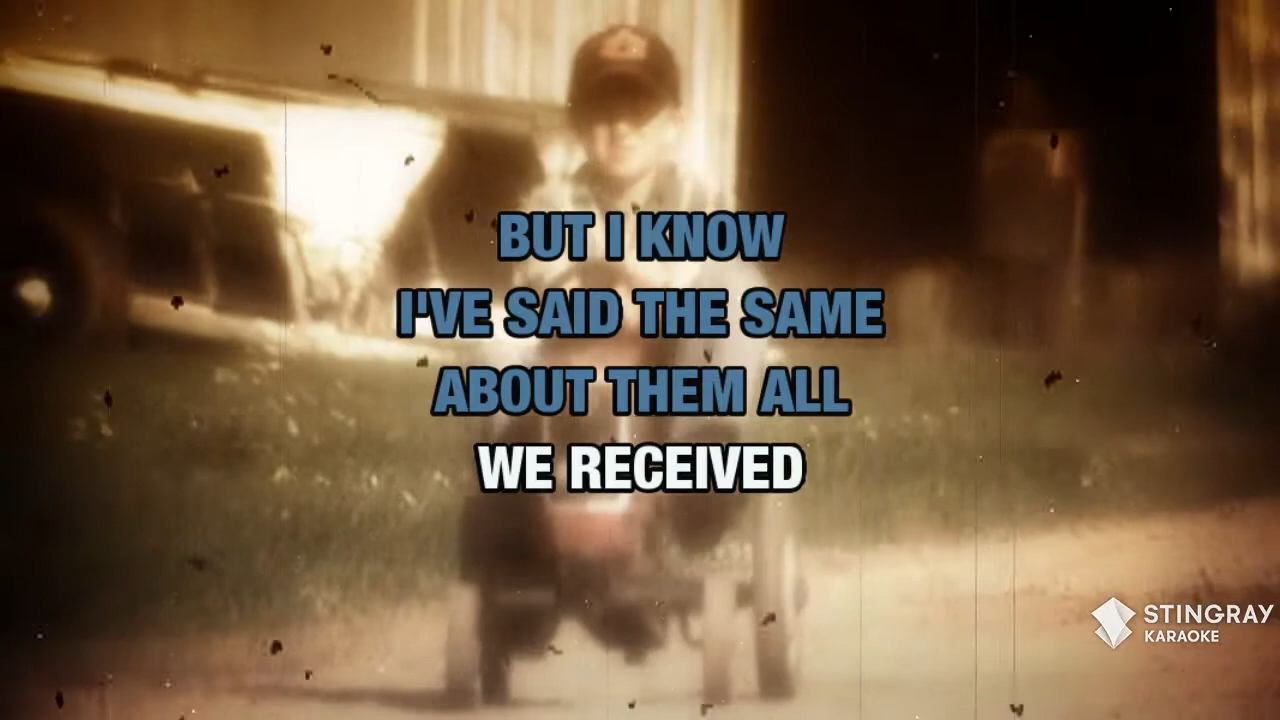 BUT I KNOW
I'VE SAID THE SAME
ABOUT THEM ALL
WE RECEIVED
STINGRAY
KARAOKE